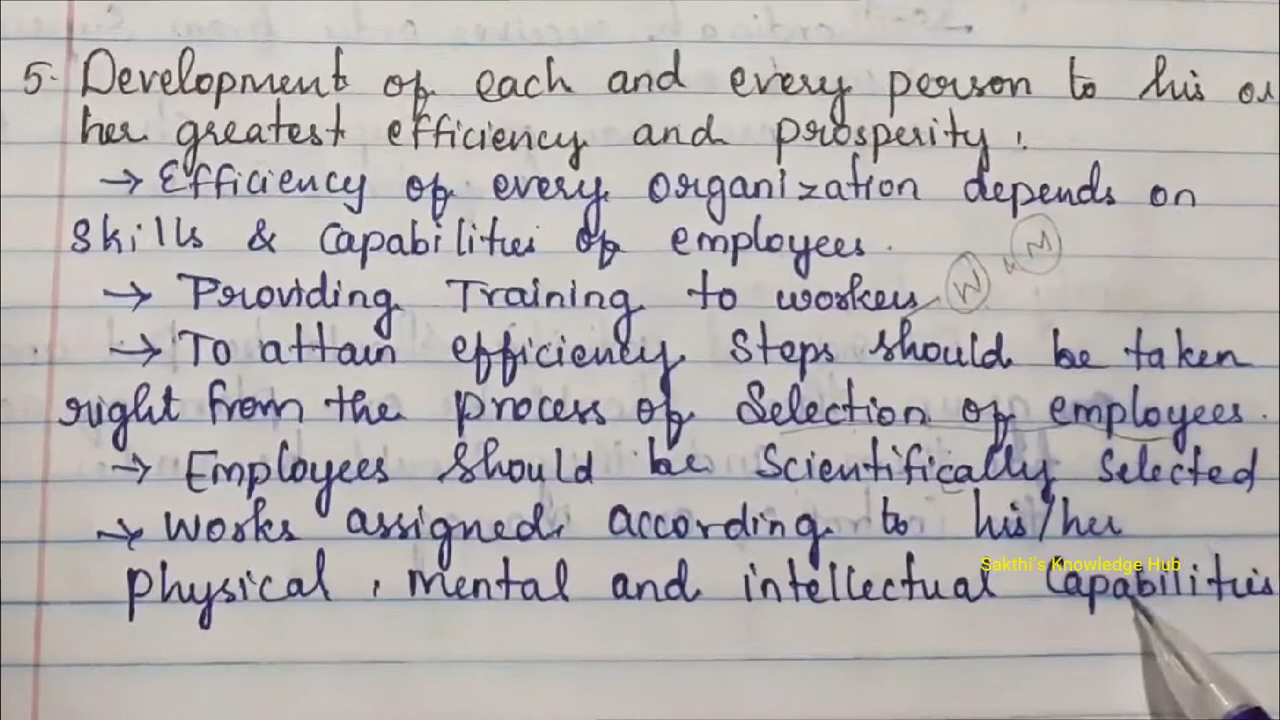 5. Development of each and every person to his or
her greatest efficiency and prosperity.
→ Efficiency of every organization depends on
Skills & Capabilities of employees.
→ Providing Training to workers W M
→ To attain efficiency steps should be taken
right from the process of Selection of employees.
→ Employees should be Scientifically Selected
→ Works assigned according to his/her
Sakthi's Knowledge Hub
Physical, mental and intellectual Capabilities